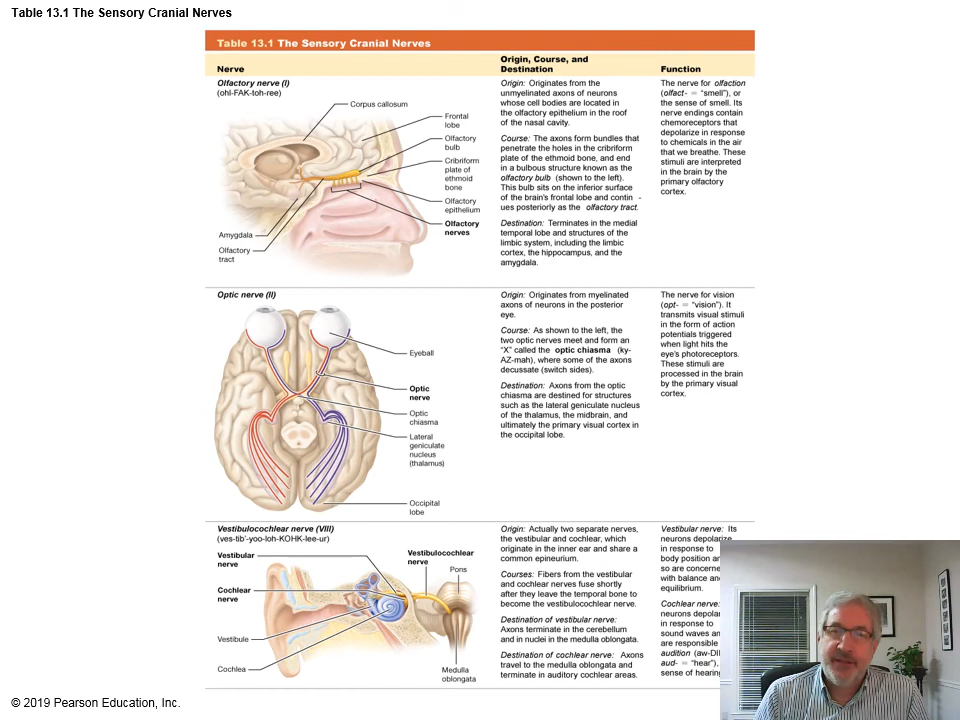 Table 13.1 The Sensory Cranial Nerves
Table 13.1 The Sensory Cranial Nerves
Nerve
Origin, Course, and
Destination
Function
Olfactory nerve (I)
(ohl-FAK-toh-ree)
Corpus callosum
Frontal
lobe
Olfactory
bulb
Cribriform
plate of
ethmoid
bone
Olfactory
epithelium
Olfactory
nerves
Amygdala
Olfactory
tract
Origin: Originates from the
unmyelinated axons of neurons
whose cell bodies are located in
the olfactory epithelium in the roof
of the nasal cavity.
Course: The axons form bundles that
penetrate the holes in the cribriform
plate of the ethmoid bone, and end
in a bulbous structure known as the
olfactory bulb (shown to the left).
This bulb sits on the inferior surface
of the brain's frontal lobe and contin -
ues posteriorly as the olfactory tract.
Destination: Terminates in the medial
temporal lobe and structures of the
limbic system, including the limbic
cortex, the hippocampus, and the
amygdala.
The nerve for olfaction
(olfact- = "smell"), or
the sense of smell. Its
nerve endings contain
chemoreceptors that
depolarize in response
to chemicals in the air
that we breathe. These
stimuli are interpreted
in the brain by the
primary olfactory
cortex.
Optic nerve (II)
Eyeball
Optic
nerve
Optic
chiasma
Lateral
geniculate
nucleus
(thalamus)
Occipital
lobe
Origin: Originates from myelinated
axons of neurons in the posterior
eye.
Course: As shown to the left, the
two optic nerves meet and form an
"X" called the optic chiasma (ky-
AZ-mah), where some of the axons
decussate (switch sides).
Destination: Axons from the optic
chiasma are destined for structures
such as the lateral geniculate nucleus
of the thalamus, the midbrain, and
ultimately the primary visual cortex in
the occipital lobe.
The nerve for vision
(opt- = "vision"). It
transmits visual stimuli
in the form of action
potentials triggered
when light hits the
eye's photoreceptors.
These stimuli are
processed in the brain
by the primary visual
cortex.
Vestibulocochlear nerve (VIII)
(ves-tib'-yoo-loh-KOHK-lee-ur)
Vestibular
nerve
Cochlear
nerve
Vestibule
Cochlea
Vestibulocochlear
nerve
Pons
Medulla
oblongata
Origin: Actually two separate nerves,
the vestibular and cochlear, which
originate in the inner ear and share a
common epineurium.
Courses: Fibers from the vestibular
and cochlear nerves fuse shortly
after they leave the temporal bone to
become the vestibulocochlear nerve.
Destination of vestibular nerve:
Axons terminate in the cerebellum
and in nuclei in the medulla oblongata.
Destination of cochlear nerve: Axons
travel to the medulla oblongata and
terminate in auditory cochlear areas.
Vestibular nerve: Its
neurons depolarize
in response to
body position
so are
with balance
equilibrium.
Cochlear nerve:
neurons
in response to
sound waves
are responsible
audition
aud- = "hear"),
sense of hearing
© 2019 Pearson Education, Inc.